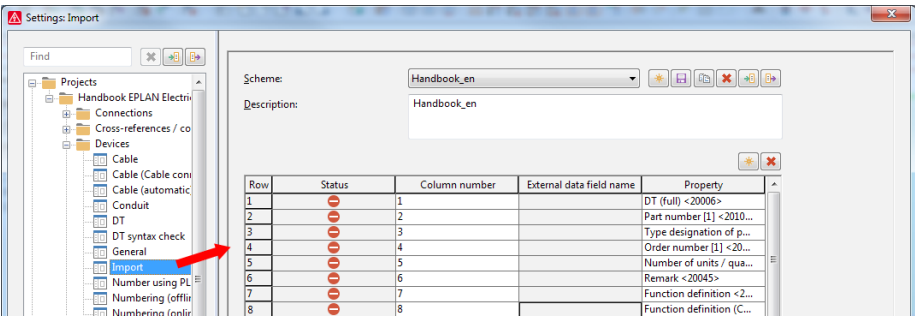 Settings: Import
Find
Projects
Handbook EPLAN Electri
Connections
Cross-references / co
Devices
Cable
Cable (Cable coni
Cable (automatic
Conduit
DT
DT syntax check
General
Import
Number using PL
Numbering (offlin
Numbering (onlin
Scheme: Handbook_en
Description: Handbook_en
Row Status Column number External data field name Property
1 1 DT (full) <20006>
2 2 Part number [1] <2010...
3 3 Type designation of p...
4 4 Order number [1] <20...
5 5 Number of units / qua...
6 6 Remark <20045>
7 7 Function definition <2...
8 8 Function definition (C...